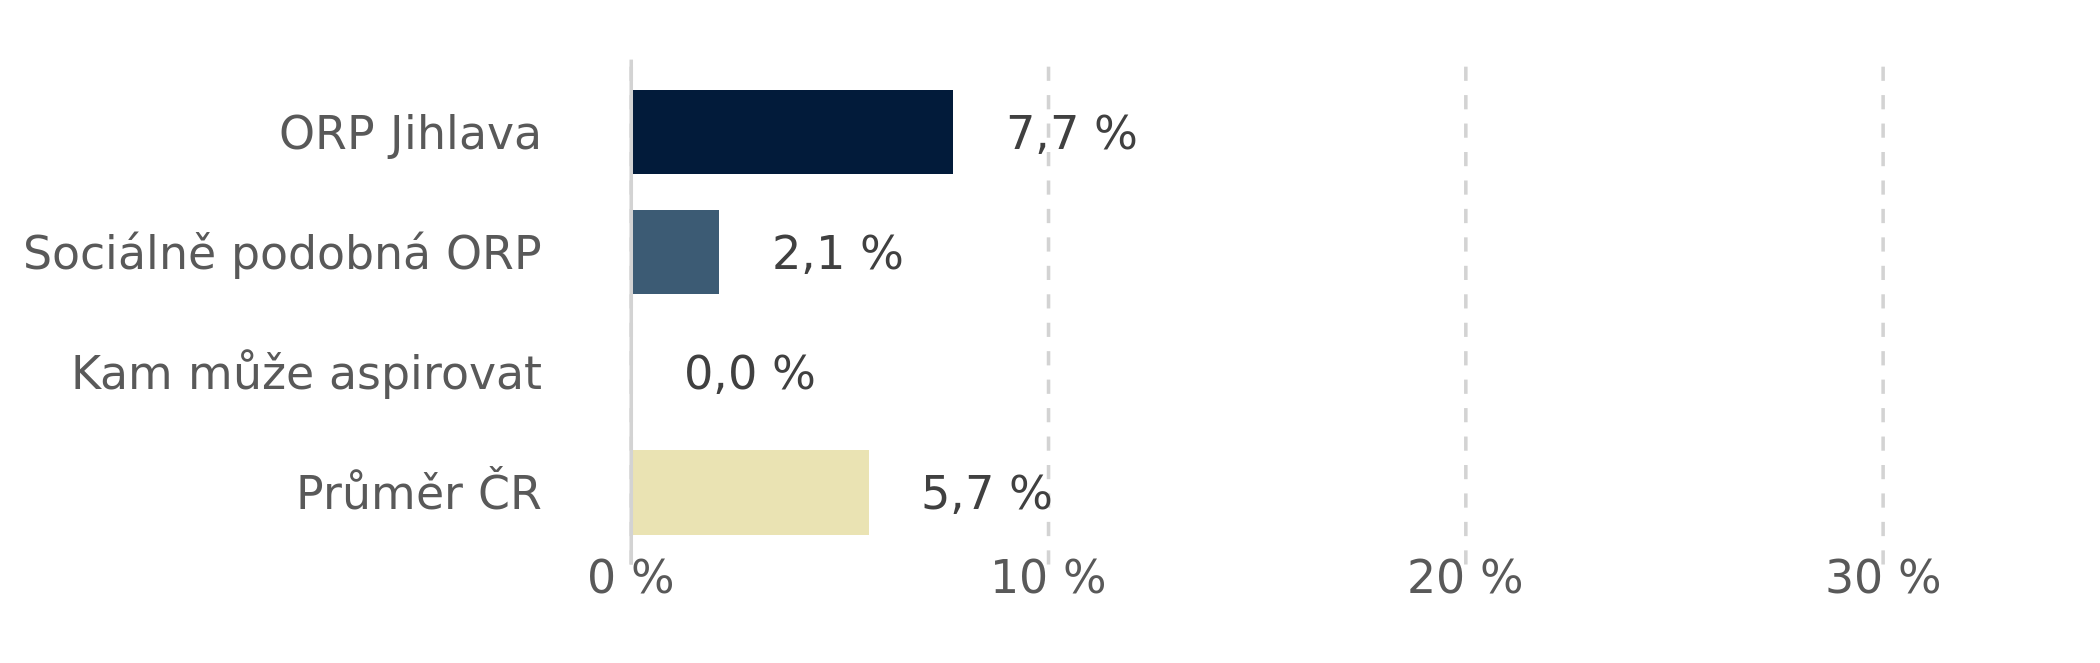 ORP Jihlava 7,7 %
Sociálně podobná ORP 2,1 %
Kam může aspirovat 0,0 %
Průměr ČR 5,7 %
0 % 10 % 20 % 30 %